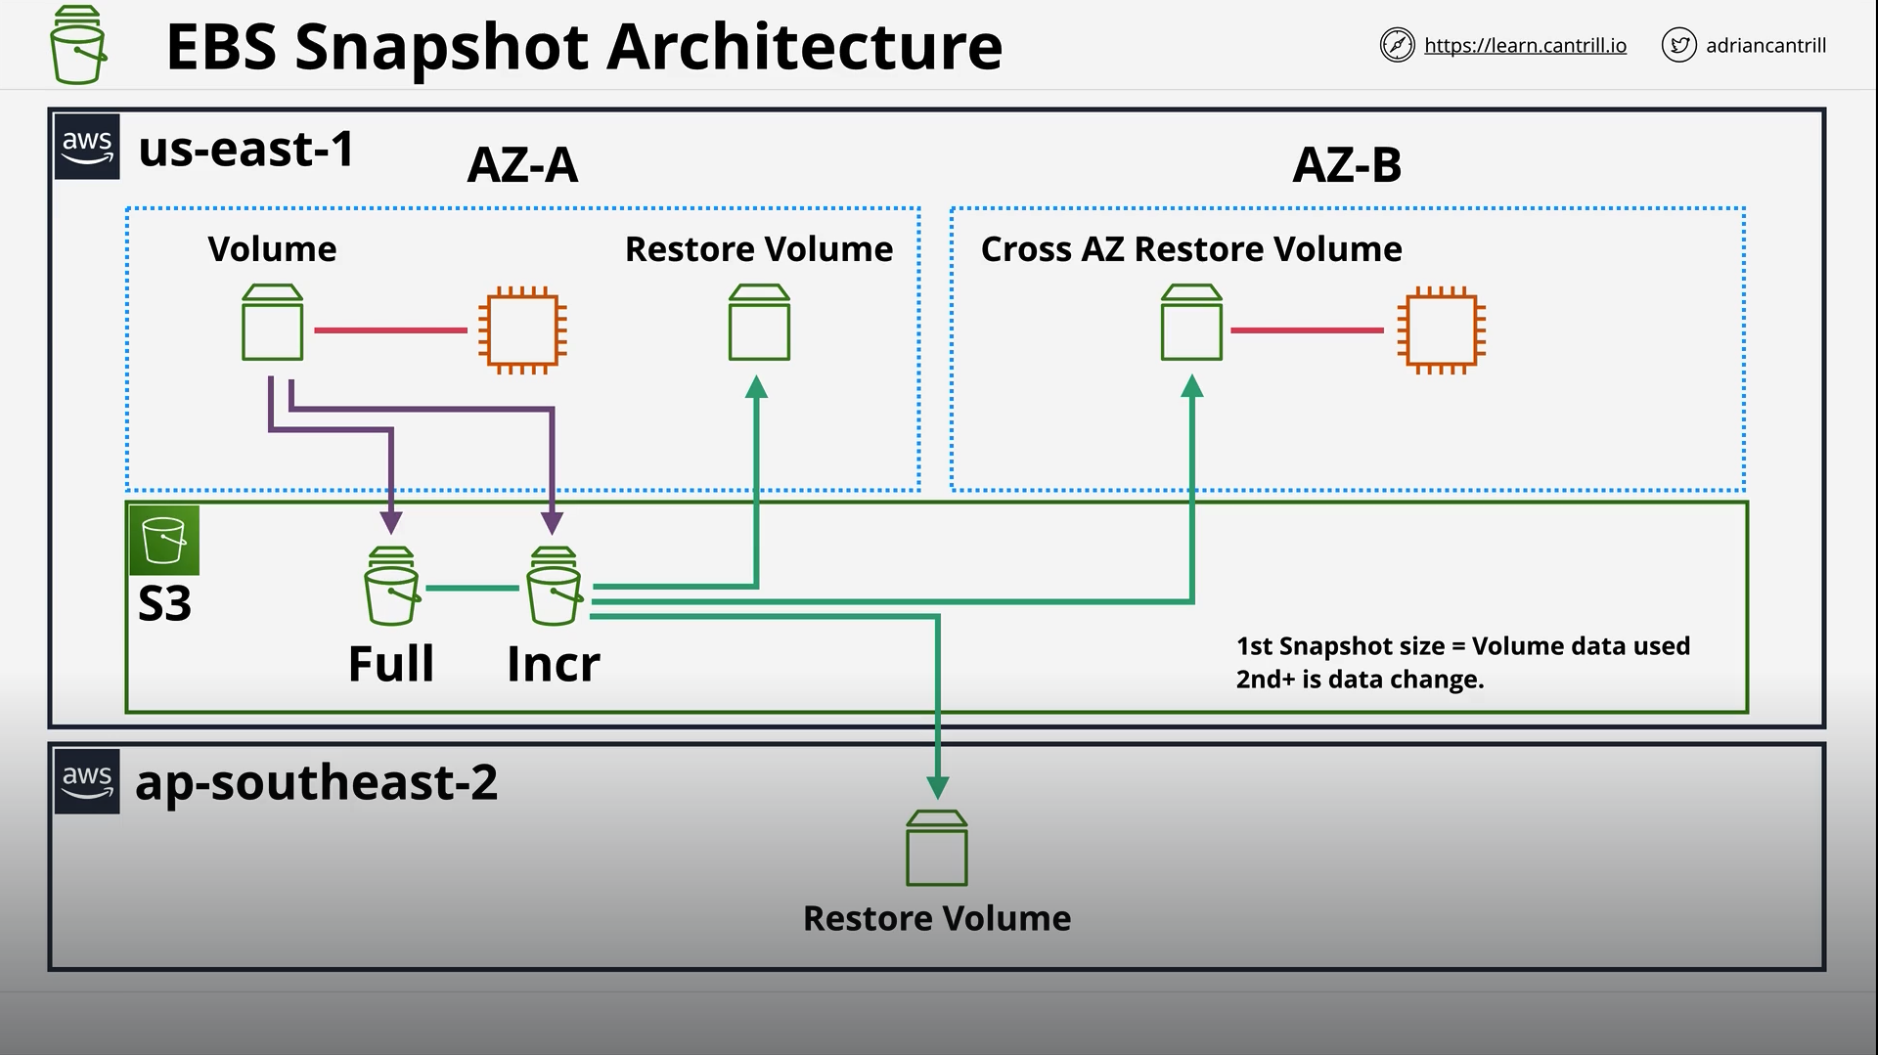 EBS Snapshot Architecture
https://learn.cantrill.io
adriancantrill
aws
us-east-1
AZ-A
AZ-B
Volume
Restore Volume
Cross AZ Restore Volume
S3
Full
Incr
1st Snapshot size = Volume data used
2nd+ is data change.
aws
ap-southeast-2
Restore Volume